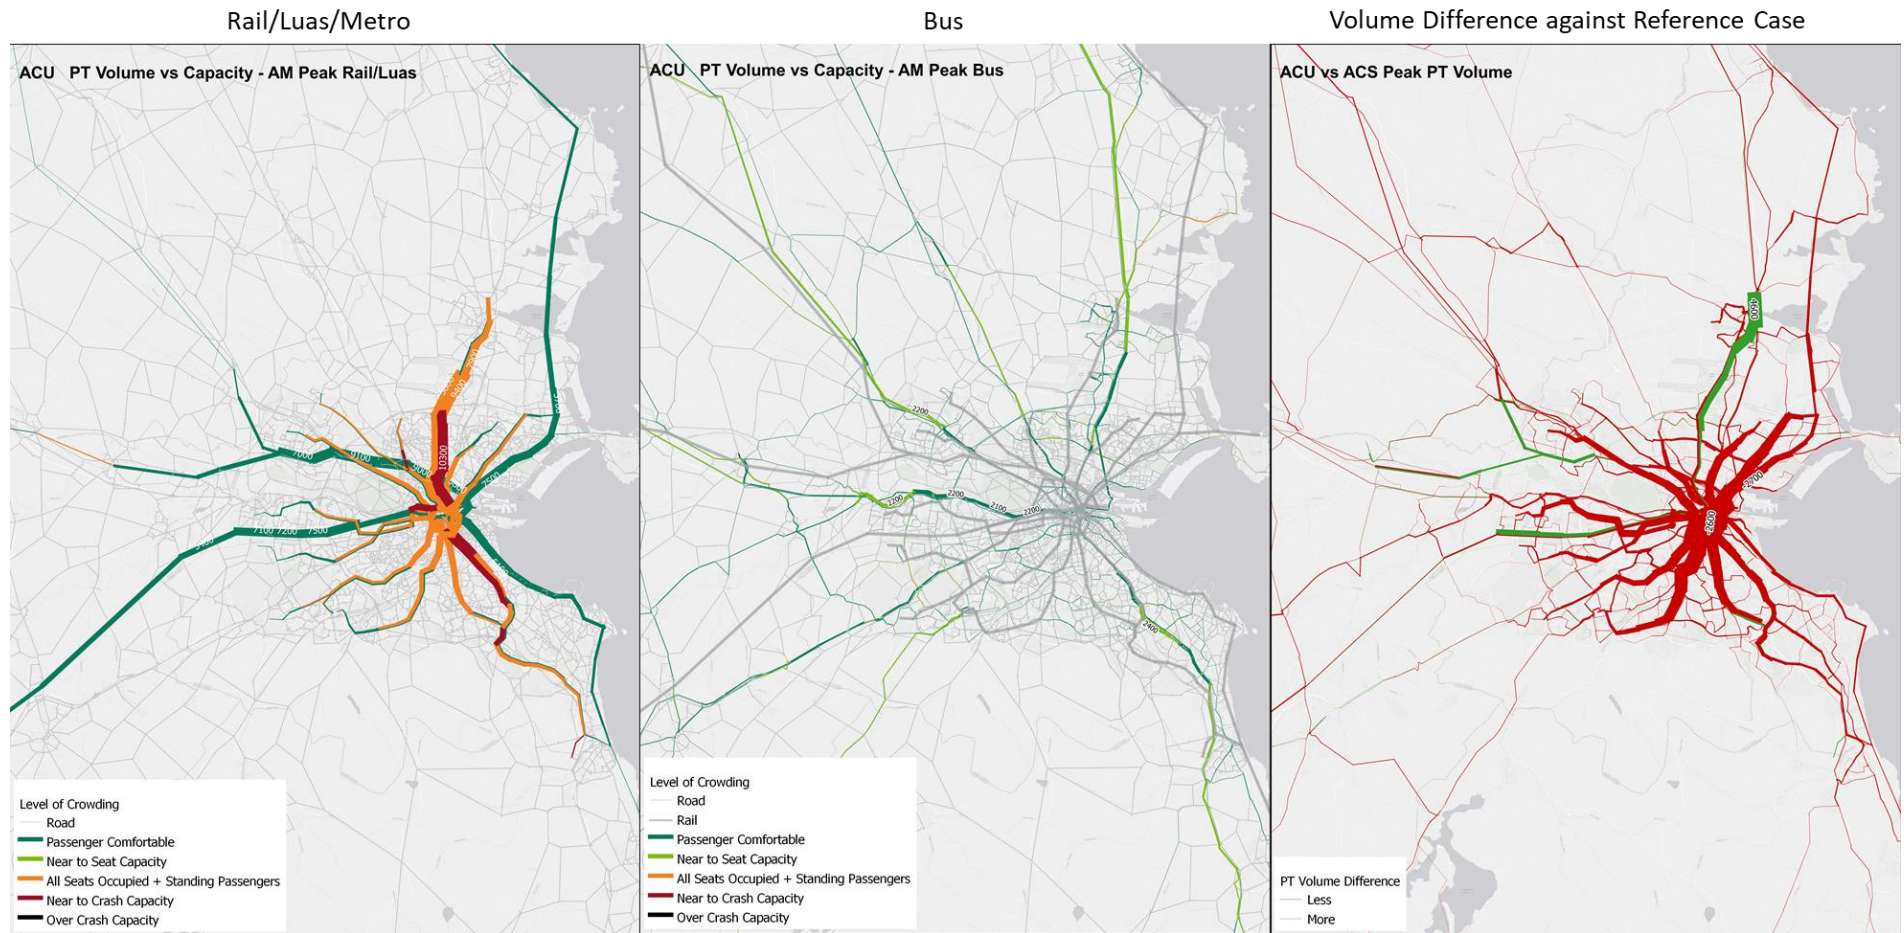 Rail/Luas/Metro
Bus
Volume Difference against Reference Case
ACU PT Volume vs Capacity - AM Peak Rail/Luas
ACU PT Volume vs Capacity - AM Peak Bus
ACU vs ACS Peak PT Volume
9400
10300
7000
9100
7500
7100 7200 7500
Level of Crowding
Road
Passenger Comfortable
Near to Seat Capacity
All Seats Occupied + Standing Passengers
Near to Crash Capacity
Over Crash Capacity
2200
2200
2200
2100
2200
2400
Level of Crowding
Road
Rail
Passenger Comfortable
Near to Seat Capacity
All Seats Occupied + Standing Passengers
Near to Crash Capacity
Over Crash Capacity
4600
2700
2600
PT Volume Difference
Less
More